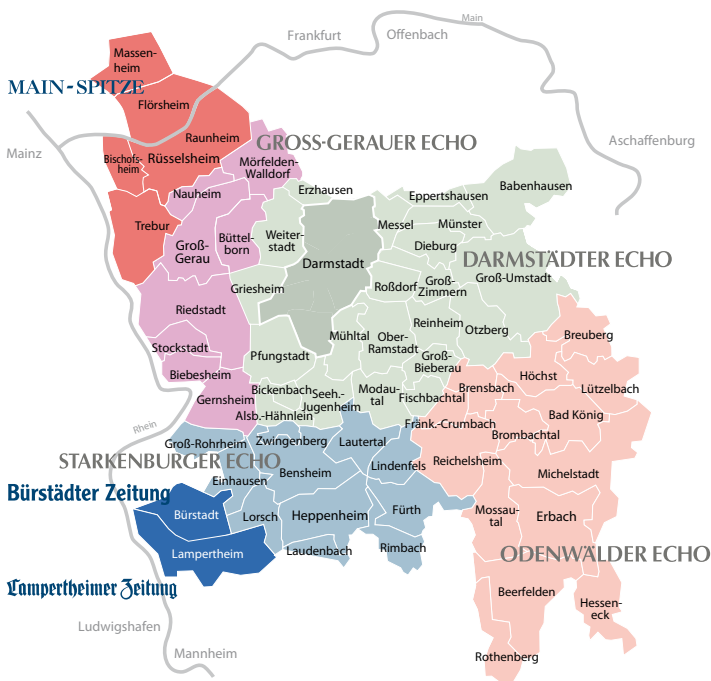 Main
Frankfurt
Offenbach
Massen-
heim
MAIN-SPITZE
Flörsheim
Raunheim
GROSS-GERAUER ECHO
Aschaffenburg
Mainz
Bischofs-
heim
Rüsselsheim
Mörfelden-
Walldorf
Erzhausen
Eppertshausen
Babenhausen
Nauheim
Trebur
Büttel-
born
Groß-
Gerau
Weiter-
stadt
Messel
Münster
Dieburg
DARMSTÄDTER ECHO
Darmstadt
Griesheim
Roßdorf
Groß-
Zimmern
Groß-Umstadt
Riedstadt
Reinheim
Otzberg
Breuberg
Stockstadt
Mühltal
Ober-
Ramstadt
Pfungstadt
Groß-
Bieberau
Biebesheim
Höchst
Brensbach
Lützelbach
Gernsheim
Bickenbach
Seeh.-
Jugenheim
Modau-
tal
Fischbachtal
Alsb.-Hähnlein
Bad König
Fränk.-Crumbach
Brombachtal
Rhein
Groß-Rohrheim
Zwingenberg
Lautertal
STARKENBURGER ECHO
Lindenfels
Reichelsheim
Bensheim
Michelstadt
Einhausen
Bürstädter Zeitung
Bürstadt
Lorsch
Heppenheim
Fürth
Mossau-
tal
Erbach
Lampertheim
Laudenbach
Rimbach
ODENWÄLDER ECHO
Lampertheimer Zeitung
Beerfelden
Hessen-
eck
Ludwigshafen
Mannheim
Rothenberg